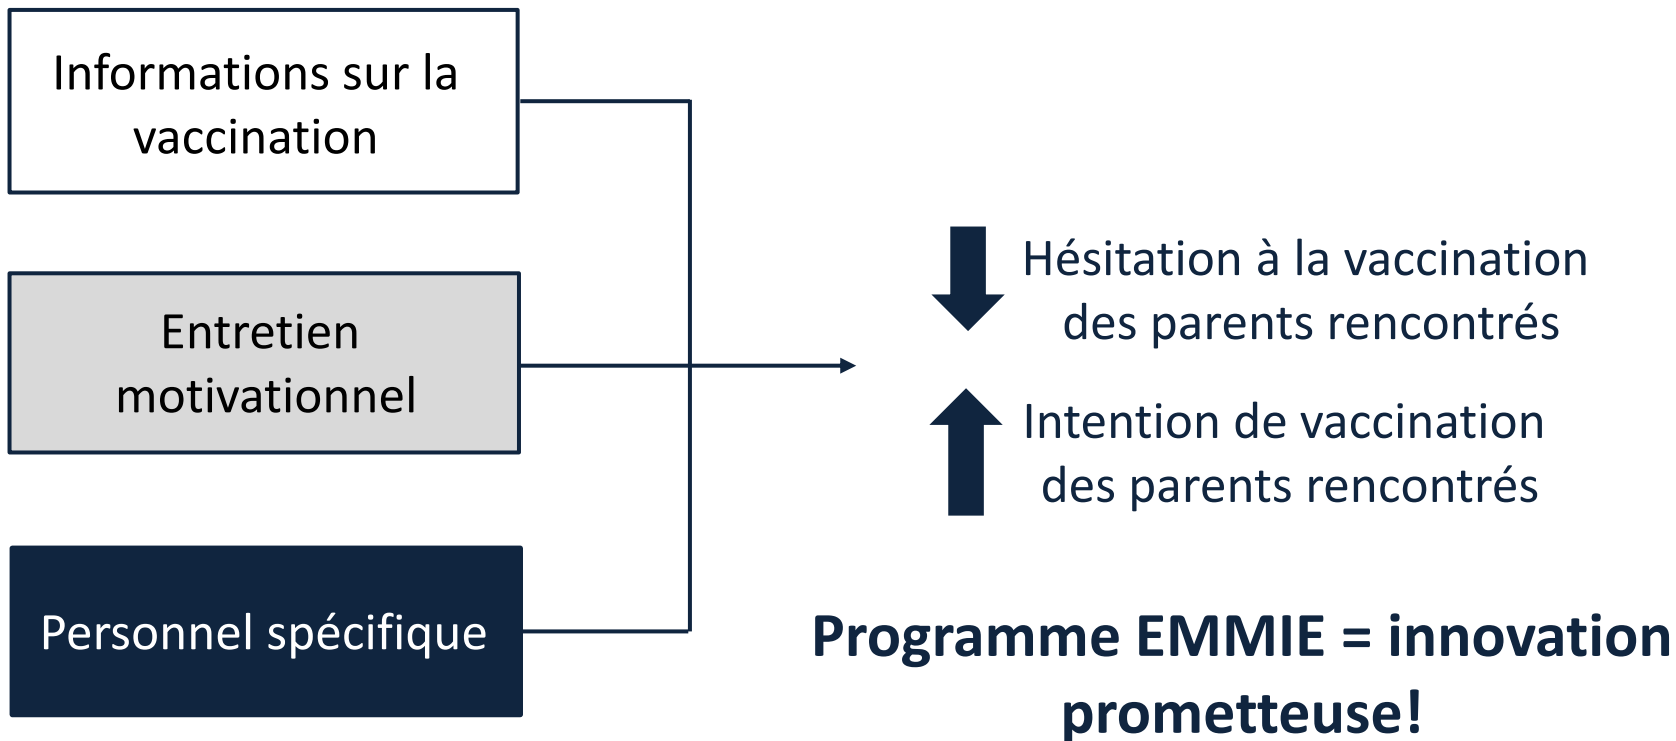 Informations sur la
vaccination
Entretien
motivationnel
Personnel spécifique
Hésitation à la vaccination
des parents rencontrés
Intention de vaccination
des parents rencontrés
Programme EMMIE = innovation
prometteuse!